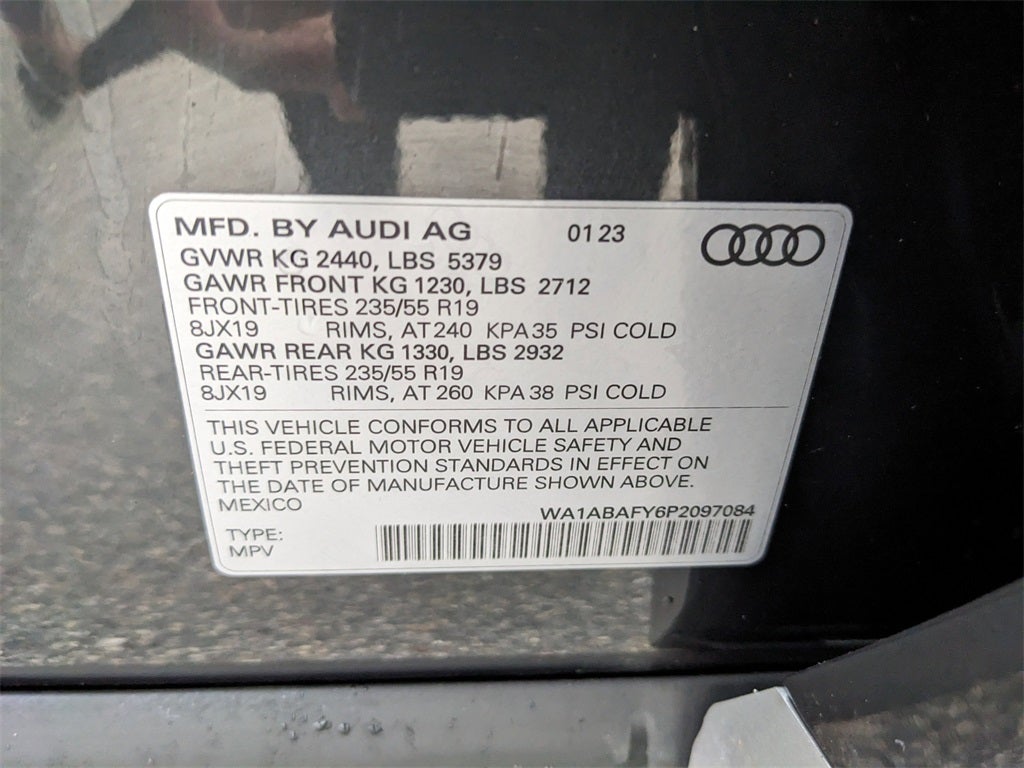 MFD. BY AUDI AG 01 23
GVWR KG 2440, LBS 5379
GAWR FRONT KG 1230, LBS 2712
FRONT-TIRES 235/55 R19
8JX19 RIMS, AT 240 KPA 35 PSI COLD
GAWR REAR KG 1330, LBS 2932
REAR-TIRES 235/55 R19
8JX19 RIMS, AT 260 KPA 38 PSI COLD
THIS VEHICLE CONFORMS TO ALL APPLICABLE
U.S. FEDERAL MOTOR VEHICLE SAFETY AND
THEFT PREVENTION STANDARDS IN EFFECT ON
THE DATE OF MANUFACTURE SHOWN ABOVE.
MEXICO
WA1ABAFY6P2097084
TYPE:
MPV